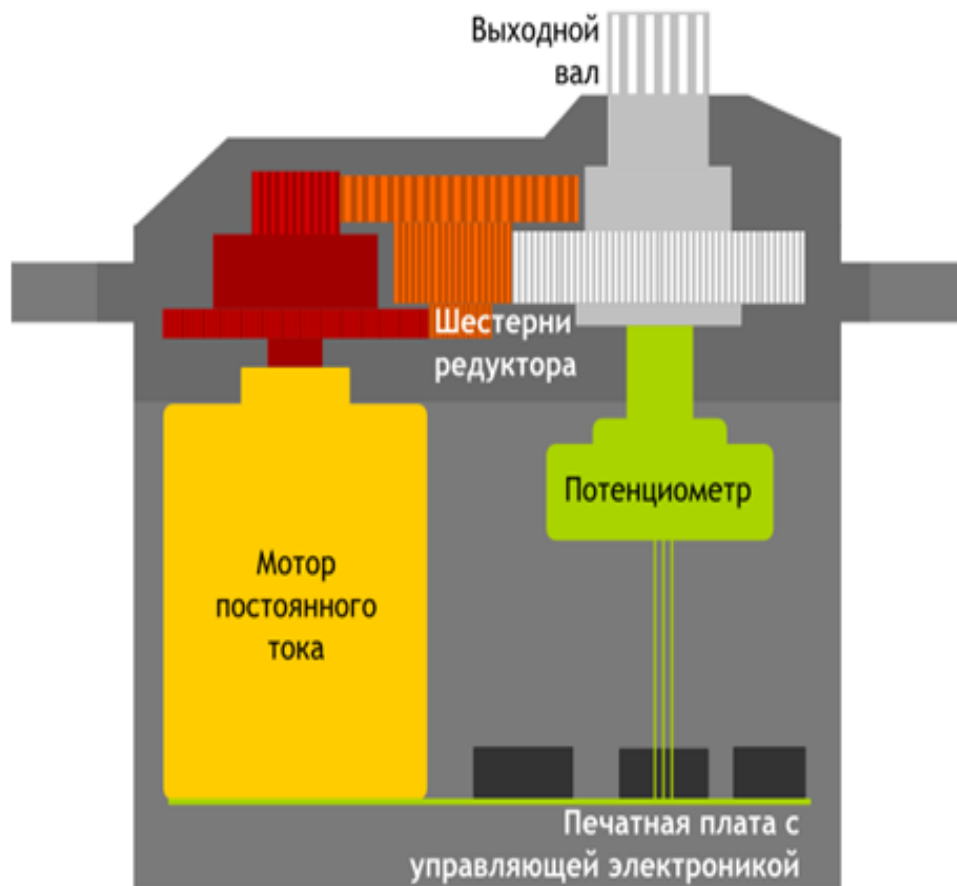 Выходной
вал
Шестерни
редуктора
Потенциометр
Мотор
постоянного
тока
Печатная плата с
управляющей электроникой